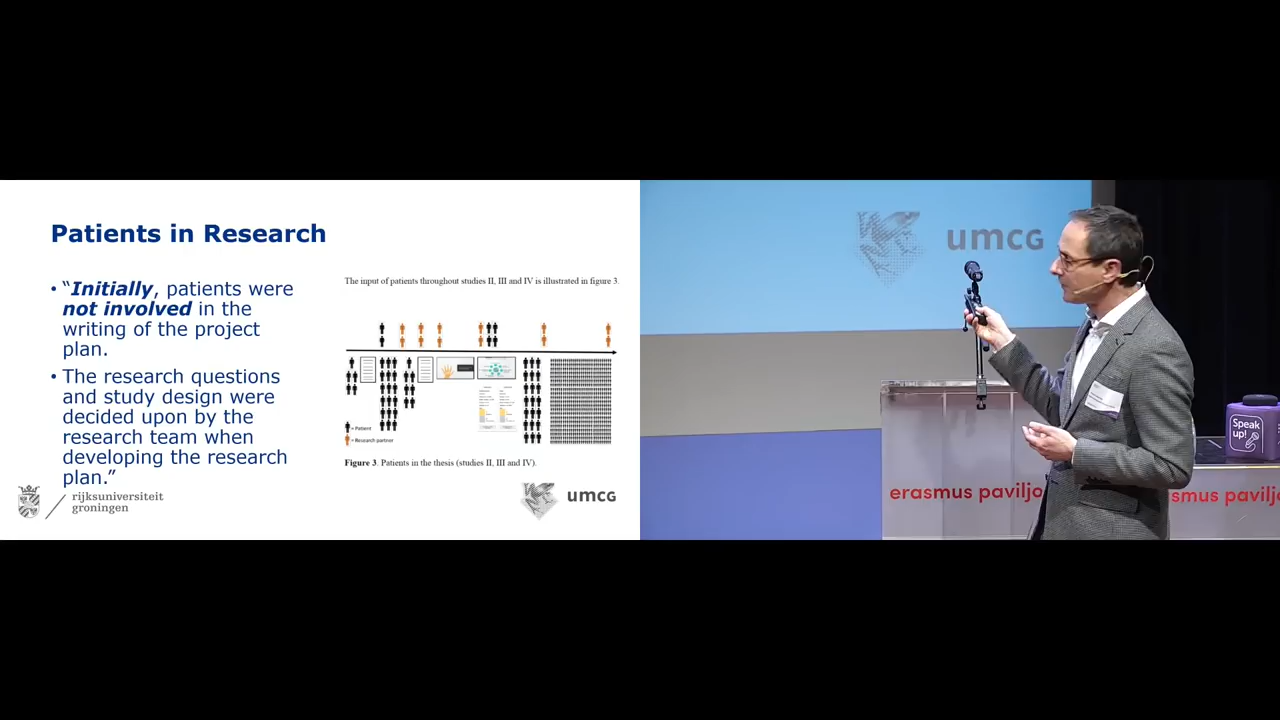 Patients in Research
• “Initially, patients were
not involved in the
writing of the project
plan.
• The research questions
and study design were
decided upon by the
research team when
developing the research
plan.”
The input of patients throughout studies II, III and IV is illustrated in figure 3.
= Patient
= Research partner
Figure 3. Patients in the thesis (studies II, III and IV).
rijksuniversiteit
groningen
umcg
umcg
Speak
up!
erasmus paviljo
smus paviljo